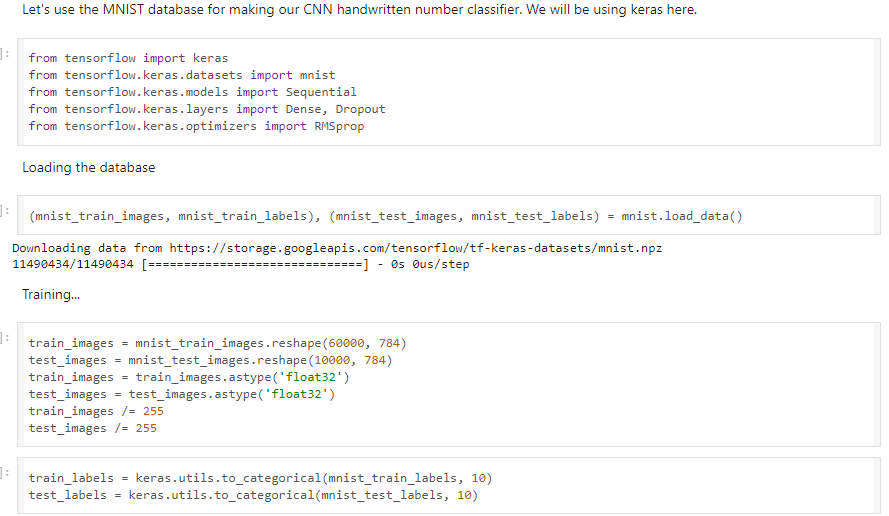 Let's use the MNIST database for making our CNN handwritten number classifier. We will be using keras here.
]:
from tensorflow import keras
from tensorflow.keras.datasets import mnist
from tensorflow.keras.models import Sequential
from tensorflow.keras.layers import Dense, Dropout
from tensorflow.keras.optimizers import RMSprop
Loading the database
]:
(mnist_train_images, mnist_train_labels), (mnist_test_images, mnist_test_labels) = mnist.load_data()
Downloading data from https://storage.googleapis.com/tensorflow/tf-keras-datasets/mnist.npz
11490434/11490434 [==============================] - 0s 0us/step
Training...
]:
train_images = mnist_train_images.reshape(60000, 784)
test_images = mnist_test_images.reshape(10000, 784)
train_images = train_images.astype('float32')
test_images = test_images.astype('float32')
train_images /= 255
test_images /= 255
]:
train_labels = keras.utils.to_categorical(mnist_train_labels, 10)
test_labels = keras.utils.to_categorical(mnist_test_labels, 10)